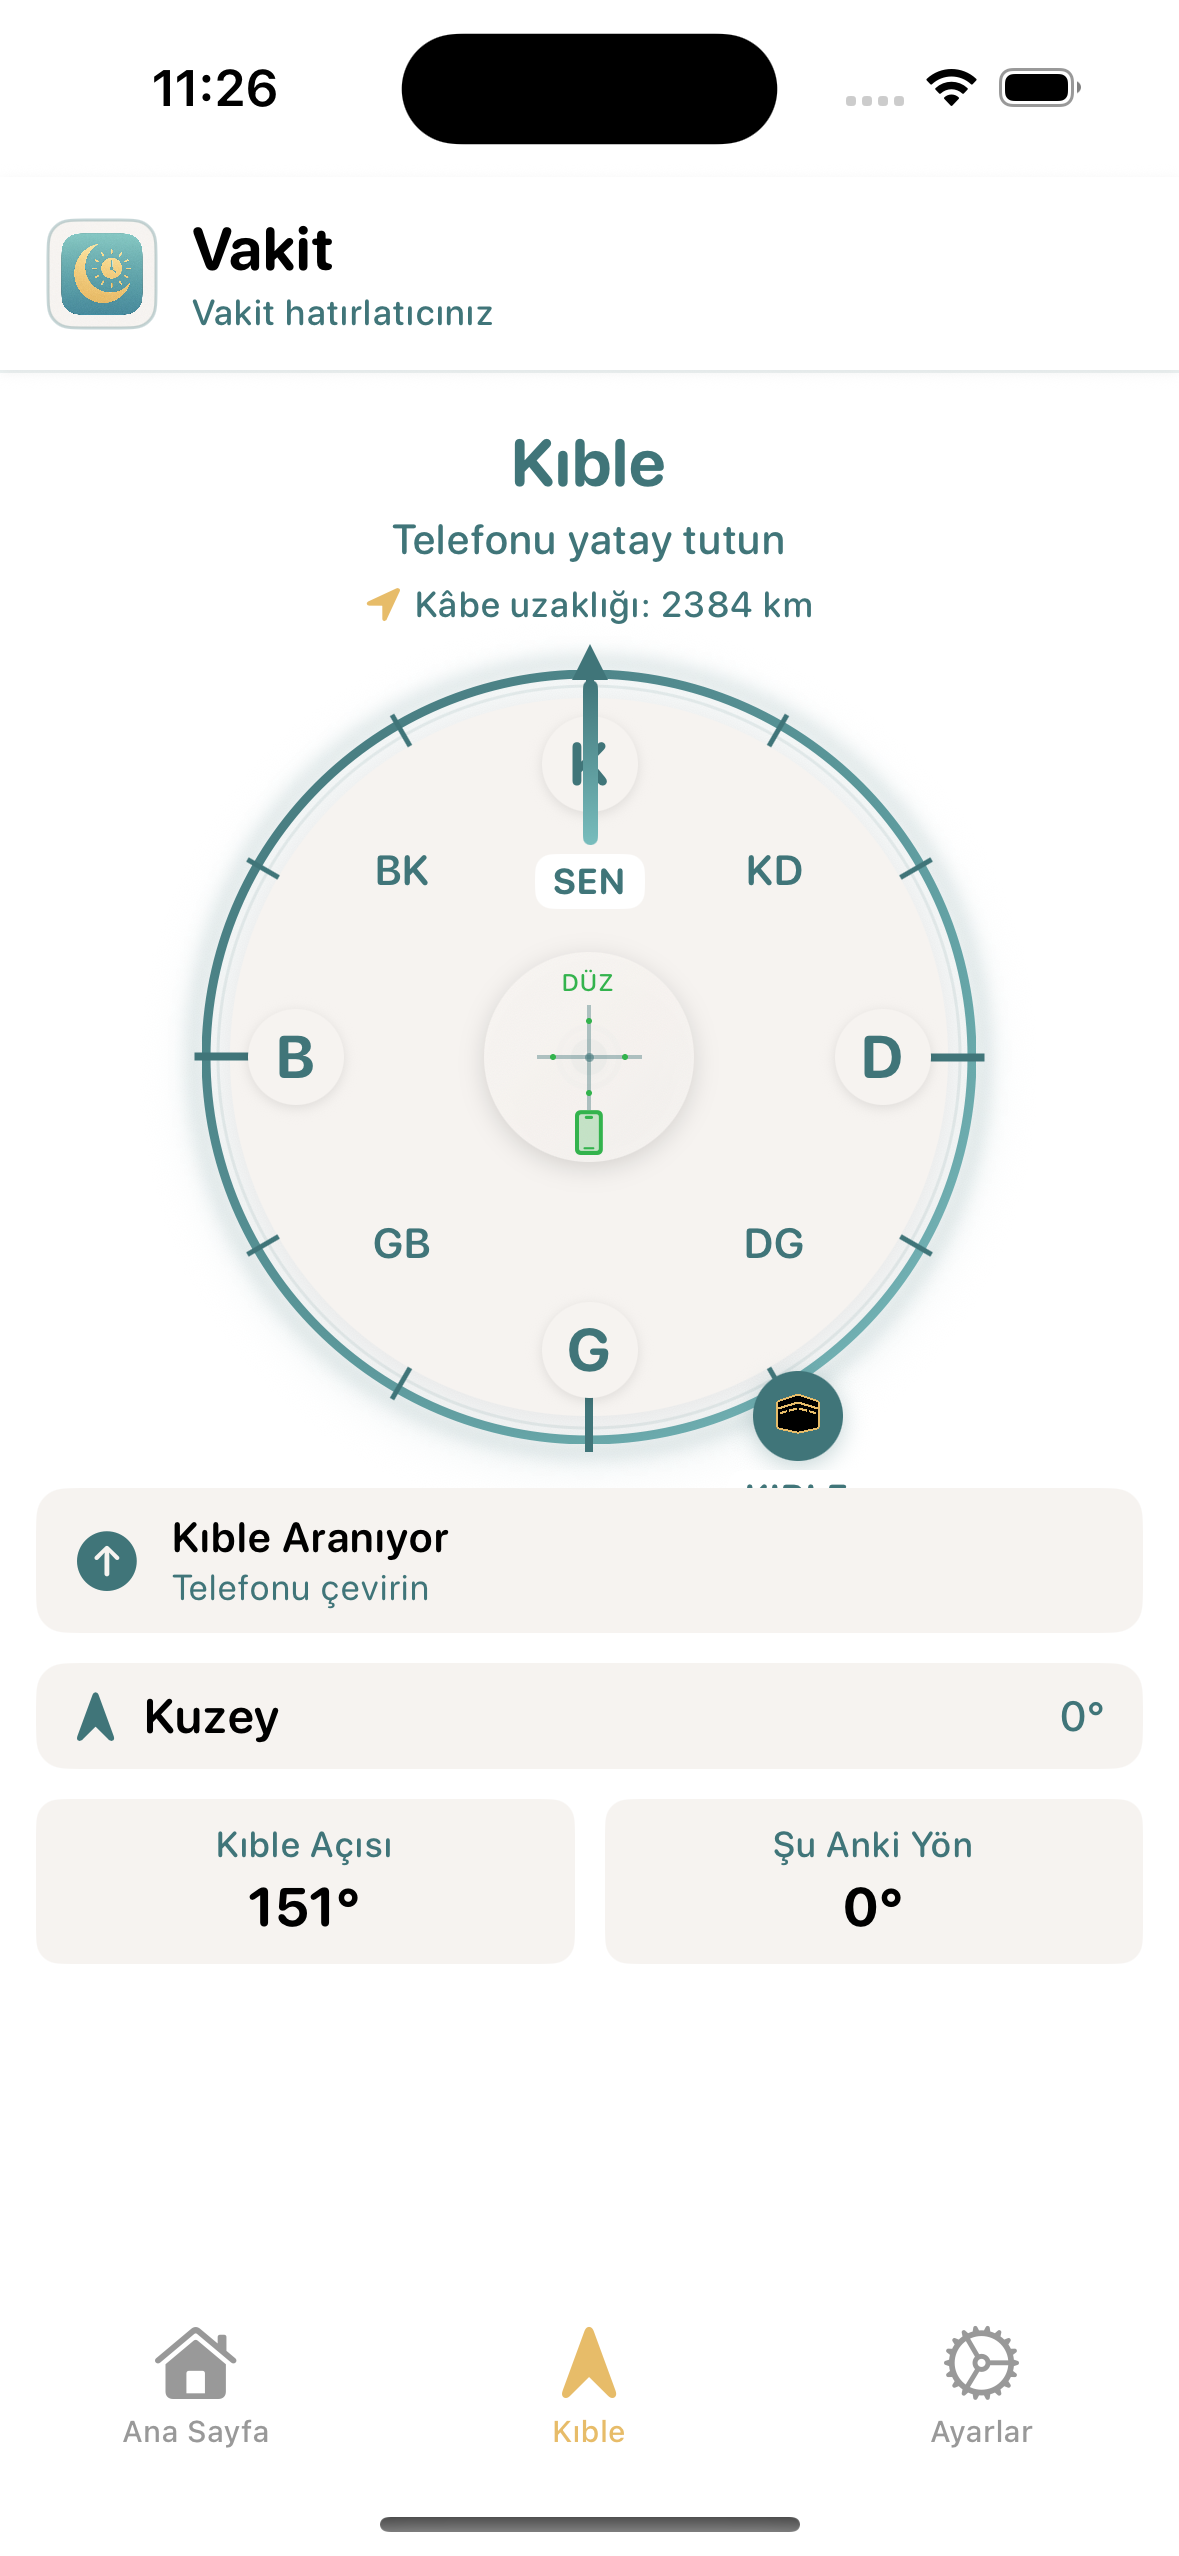 11:26
Vakit
Vakit hatırlatıcınız
Kıble
Telefonu yatay tutun
Kâbe uzaklığı: 2384 km
K
BK
SEN
KD
DÜZ
B
D
GB
DG
G
Kıble Aranıyor
Telefonu çevirin
Kuzey
0°
Kıble Açısı
Şu Anki Yön
151°
0°
Ana Sayfa
Kıble
Ayarlar